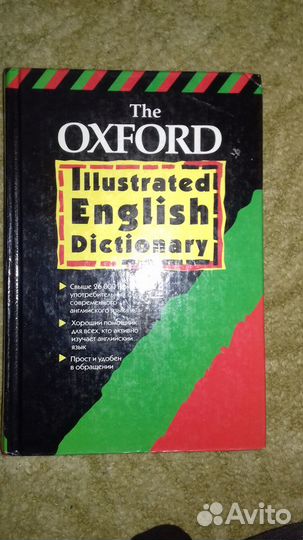 The
OXFORD
Illustrated
English
Dictionary
Свыше 26 000
употребительн
современного
английского языка
Хороший помощник
для всех, кто активно
изучает английский
язык
Прост и удобен
в обращении
Avito